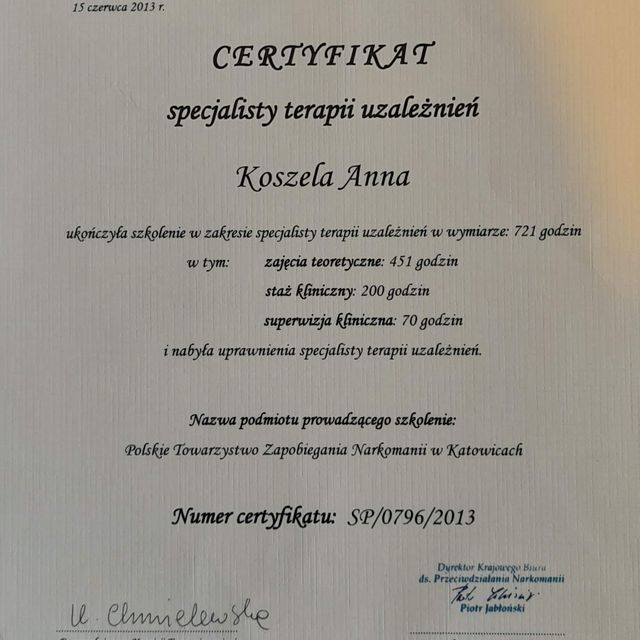 15 czerwca 2013 r.
CERTYFIKAT
specjalisty terapii uzależnień
Koszela Anna
ukończyła szkolenie w zakresie specjalisty terapii uzależnień w wymiarze: 721 godzin
w tym: zajęcia teoretyczne: 451 godzin
staż kliniczny: 200 godzin
superwizja kliniczna: 70 godzin
i nabyła uprawnienia specjalisty terapii uzależnień.
Nazwa podmiotu prowadzącego szkolenie:
Polskie Towarzystwo Zapobiegania Narkomanii w Katowicach
Numer certyfikatu: SP/0796/2013
Dyrektor Krajowego Biura
ds. Przeciwdziałania Narkomanii
Piotr Jabłoński